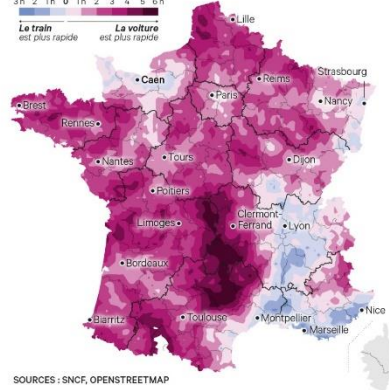 3h 2 1h 0 1h 2 3 4 5 6h
Le train
est plus rapide
La voiture
est plus rapide
Lille
Caen
Reims
Strasbourg
Paris
Nancy
Brest
Rennes
Nantes
Tours
Dijon
Poitiers
Limoges
Clermont-
Ferrand
Lyon
Bordeaux
Biarritz
Toulouse
Montpellier
Nice
Marseille
SOURCES : SNCF, OPENSTREETMAP